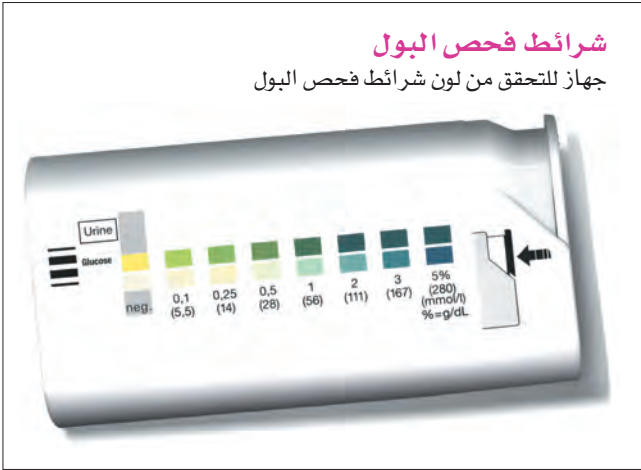 شرائط فحص البول
جهاز للتحقق من لون شرائط فحص البول
Urine
Glucose
neg. 0,1 0,25 0,5 1 2 3 5%
(5,5) (14) (28) (56) (111) (167) (280)
(mmol/l)
%=g/dL